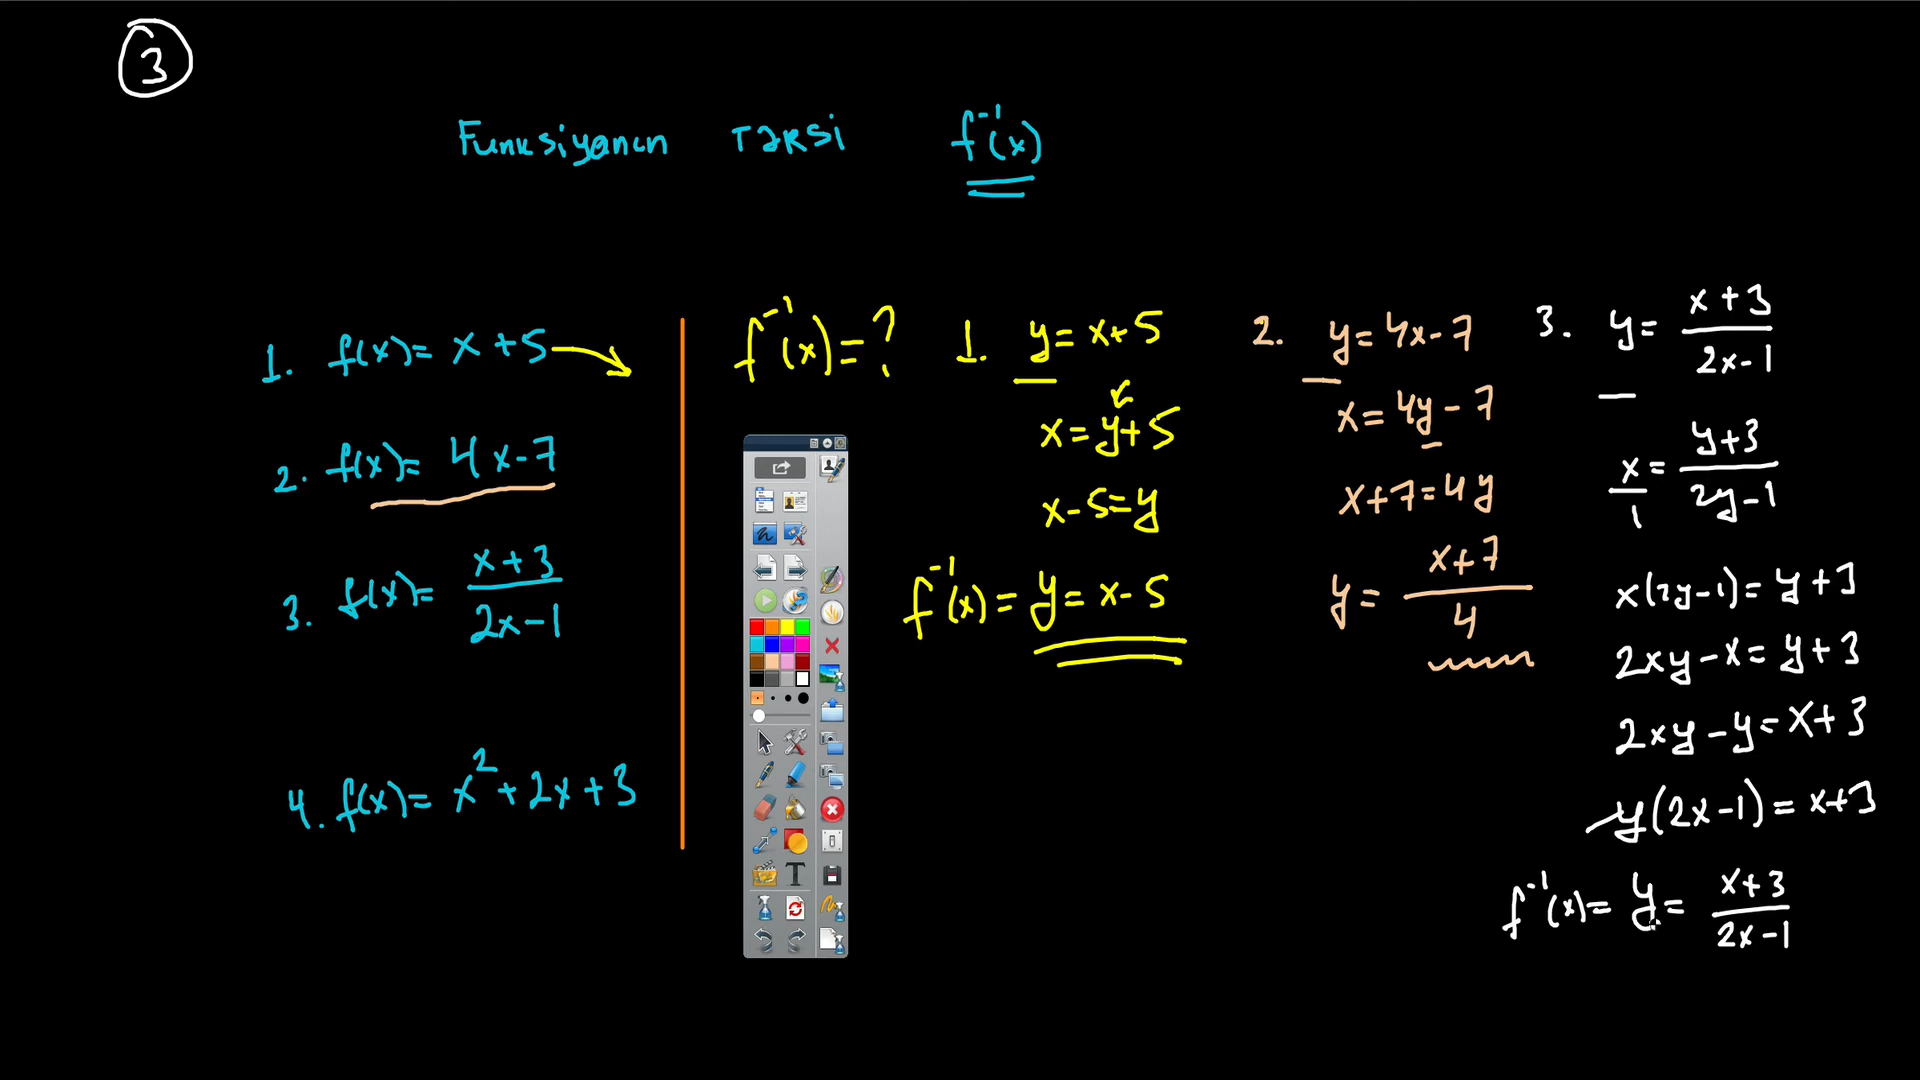 3
Funksiyanın Tərsi f⁻¹(x)
1. f(x) = x + 5
2. f(x) = 4x - 7
3. f(x) = (x + 3)/(2x - 1)
4. f(x) = x² + 2x + 3
f⁻¹(x) = ?
1. y = x + 5
x = y + 5
x - 5 = y
f⁻¹(x) = y = x - 5
2. y = 4x - 7
x = 4y - 7
x + 7 = 4y
y = (x + 7)/4
3. y = (x + 3)/(2x - 1)
x/1 = (y + 3)/(2y - 1)
x(2y - 1) = y + 3
2xy - x = y + 3
2xy - y = x + 3
y(2x - 1) = x + 3
f⁻¹(x) = y = (x + 3)/(2x - 1)